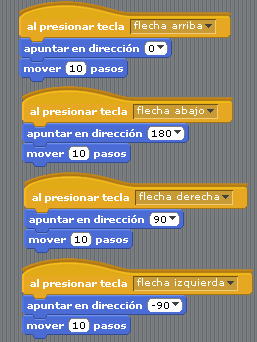 al presionar tecla flecha arriba
apuntar en dirección 0
mover 10 pasos
al presionar tecla flecha abajo
apuntar en dirección 180
mover 10 pasos
al presionar tecla flecha derecha
apuntar en dirección 90
mover 10 pasos
al presionar tecla flecha izquierda
apuntar en dirección -90
mover 10 pasos